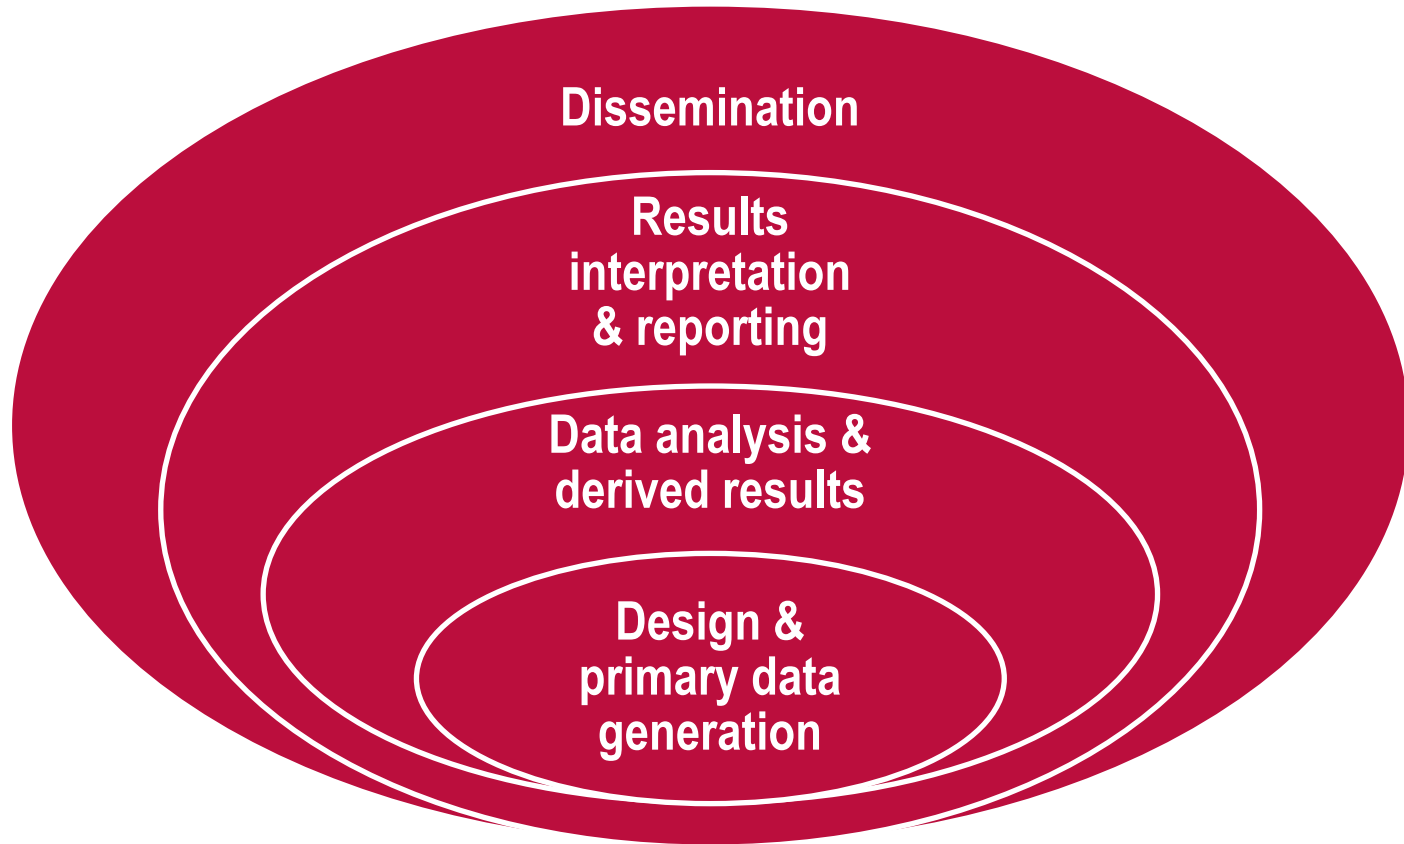 Dissemination
Results
interpretation
& reporting
Data analysis &
derived results
Design &
primary data
generation